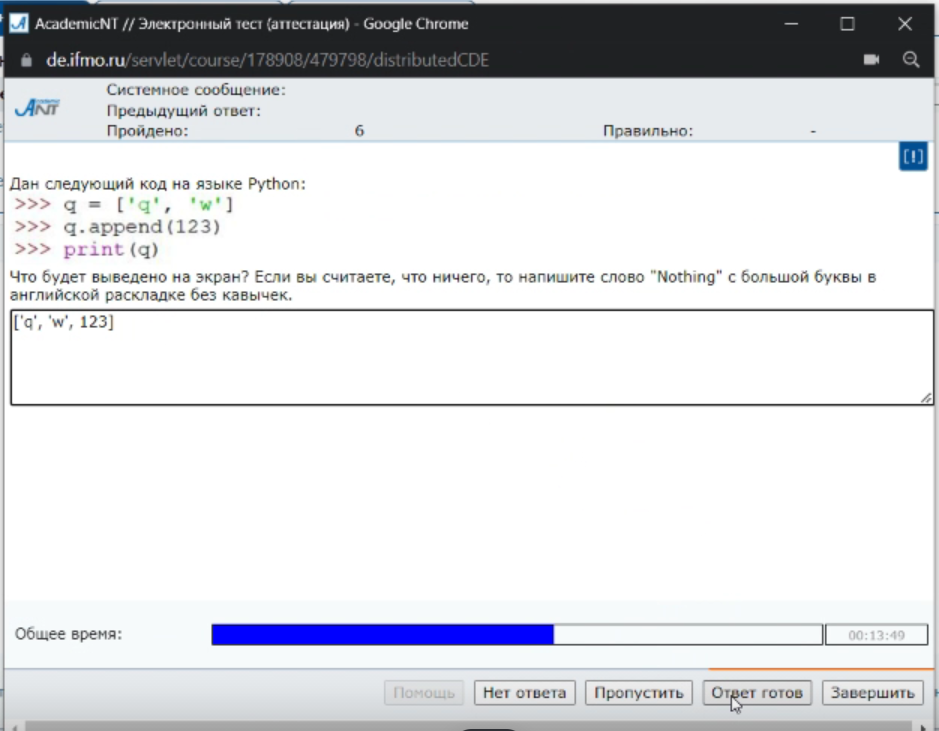 AcademicNT // Электронный тест (аттестация) - Google Chrome
de.ifmo.ru/servlet/course/178908/479798/distributedCDE
Системное сообщение:
ANT
Предыдущий ответ:
Пройдено: 6 Правильно: -
[!]
Дан следующий код на языке Python:
>>> q = ['q', 'w']
>>> q.append(123)
>>> print(q)
Что будет выведено на экран? Если вы считаете, что ничего, то напишите слово "Nothing" с большой буквы в
английской раскладке без кавычек.
['q', 'w', 123]
Общее время: 00:13:49
Помощь Нет ответа Пропустить Ответ готов Завершить